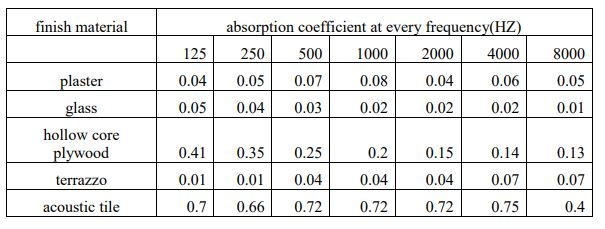 finish material absorption coefficient at every frequency(HZ)
125 250 500 1000 2000 4000 8000
plaster 0.04 0.05 0.07 0.08 0.04 0.06 0.05
glass 0.05 0.04 0.03 0.02 0.02 0.02 0.01
hollow core
plywood 0.41 0.35 0.25 0.2 0.15 0.14 0.13
terrazzo 0.01 0.01 0.04 0.04 0.04 0.07 0.07
acoustic tile 0.7 0.66 0.72 0.72 0.72 0.75 0.4